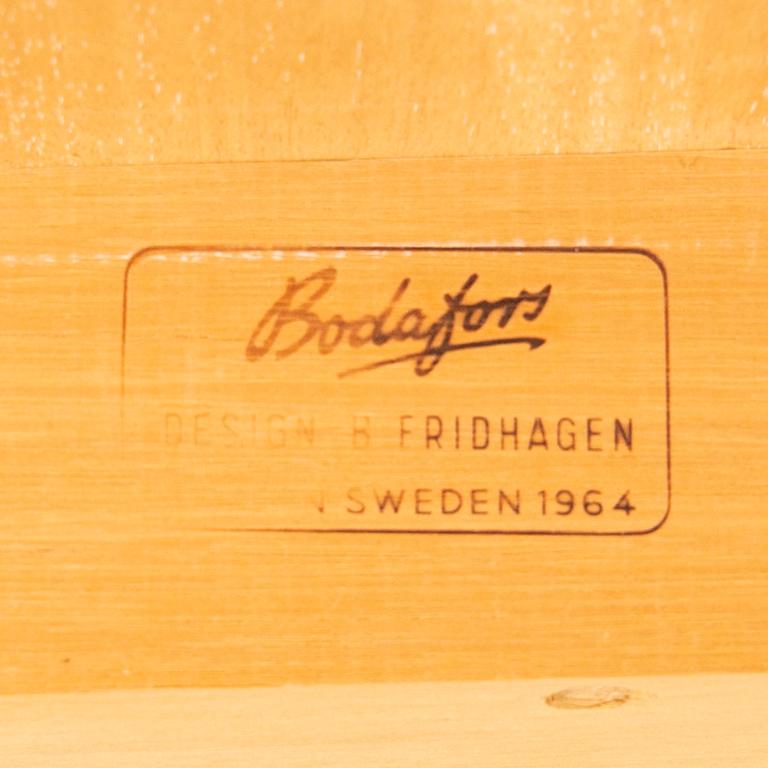 Bodafors
DESIGN B FRIDHAGEN
SWEDEN 1964